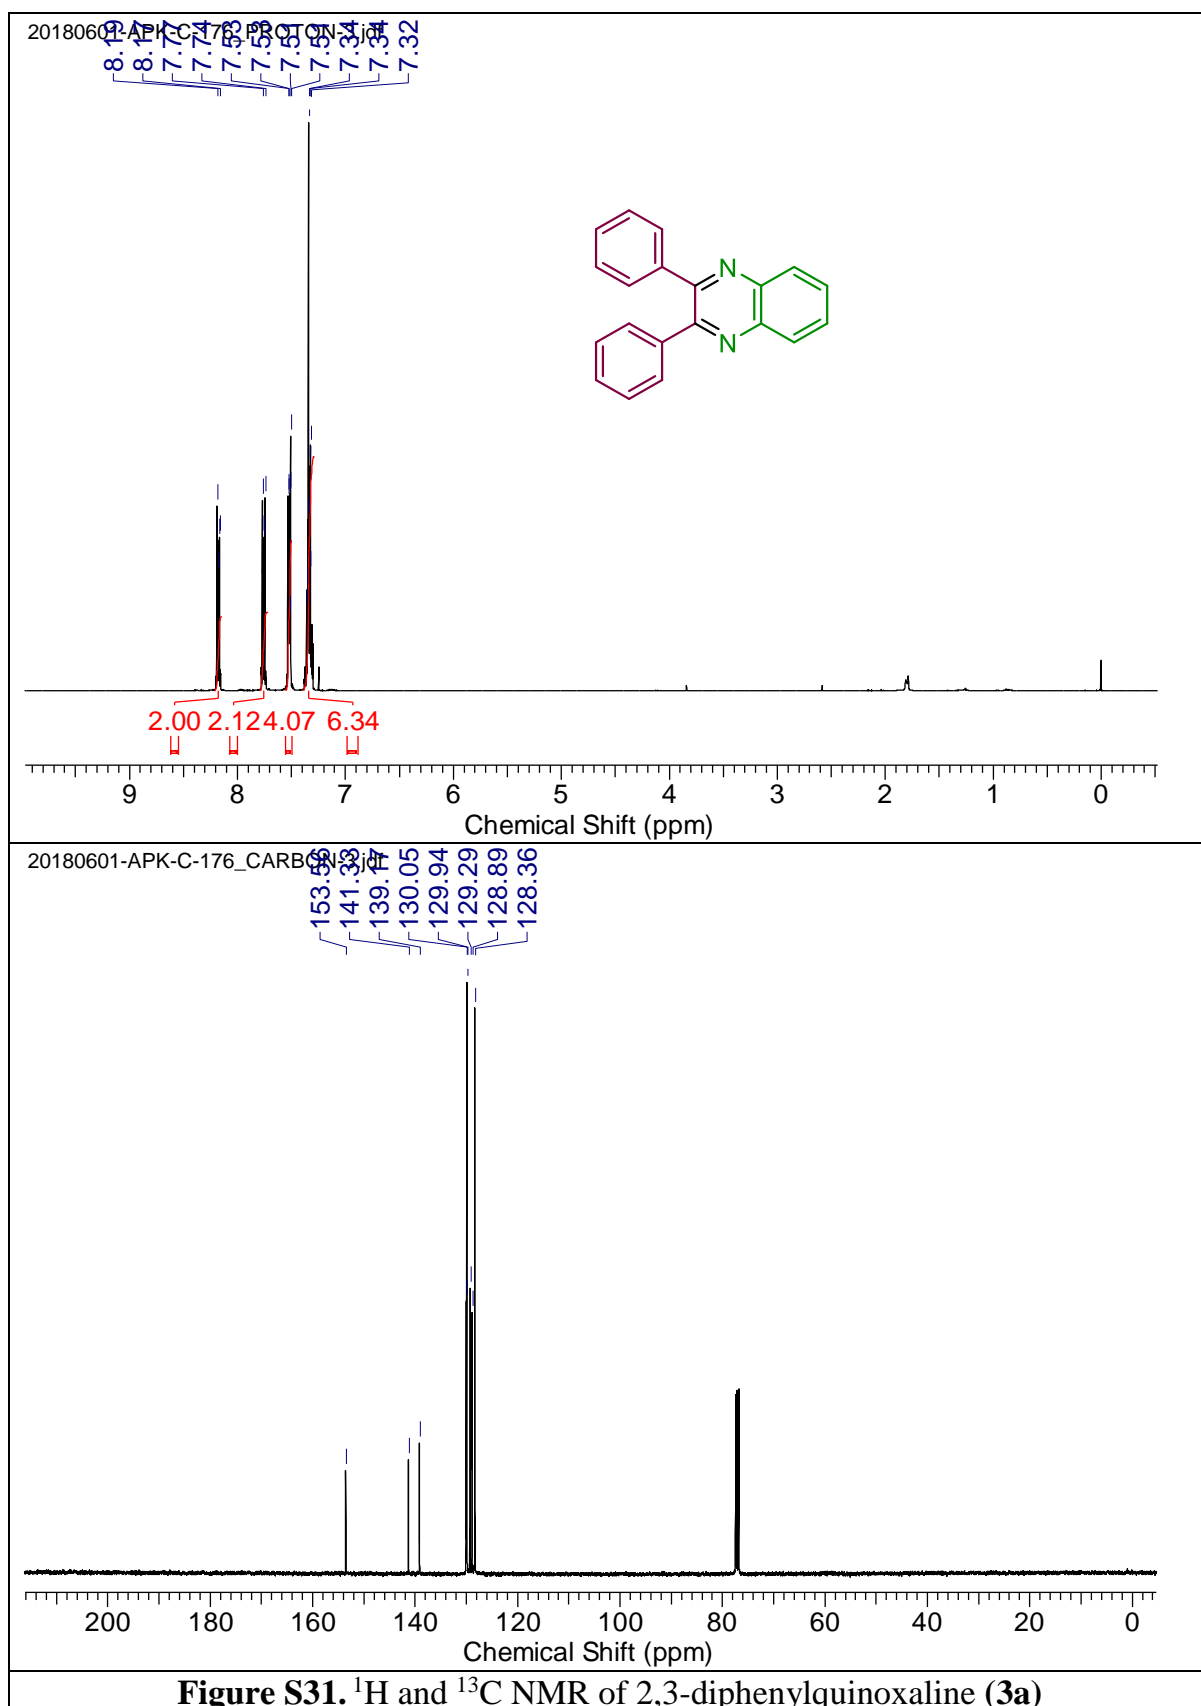 20180601-APK-C-176_PROTON-1.jdf
8.19 8.17 7.77 7.74 7.53 7.53 7.51 7.51 7.34 7.34 7.32
N
N
2.00 2.12 4.07 6.34
9 8 7 6 5 4 3 2 1 0
Chemical Shift (ppm)
20180601-APK-C-176_CARBON-3.jdf
153.56 141.33 139.17 130.05 129.94 129.29 128.89 128.36
200 180 160 140 120 100 80 60 40 20 0
Chemical Shift (ppm)
Figure S31. ¹H and ¹³C NMR of 2,3-diphenylquinoxaline (3a)